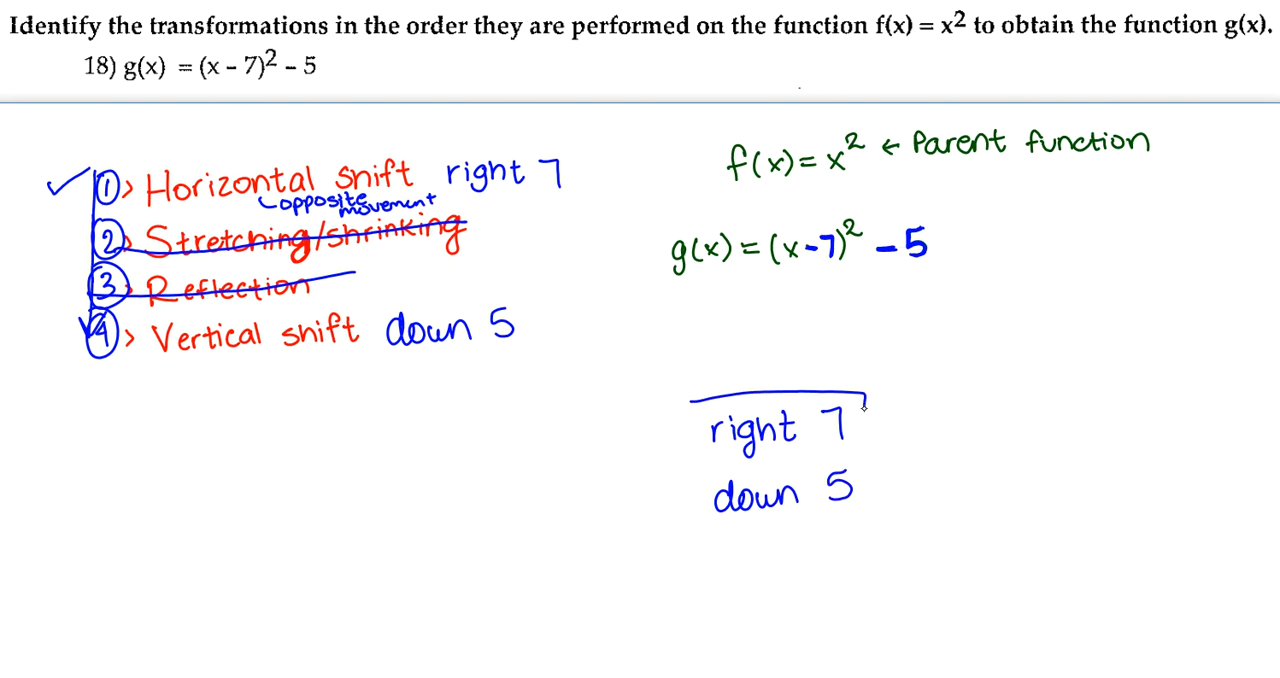 Identify the transformations in the order they are performed on the function f(x) = x² to obtain the function g(x).
18) g(x) = (x − 7)² − 5
① > Horizontal shift right 7
opposite movement
② > Stretching/shrinking
③ > Reflection
④ > Vertical shift down 5
f(x) = x² ← Parent function
g(x) = (x-7)² - 5
right 7
down 5